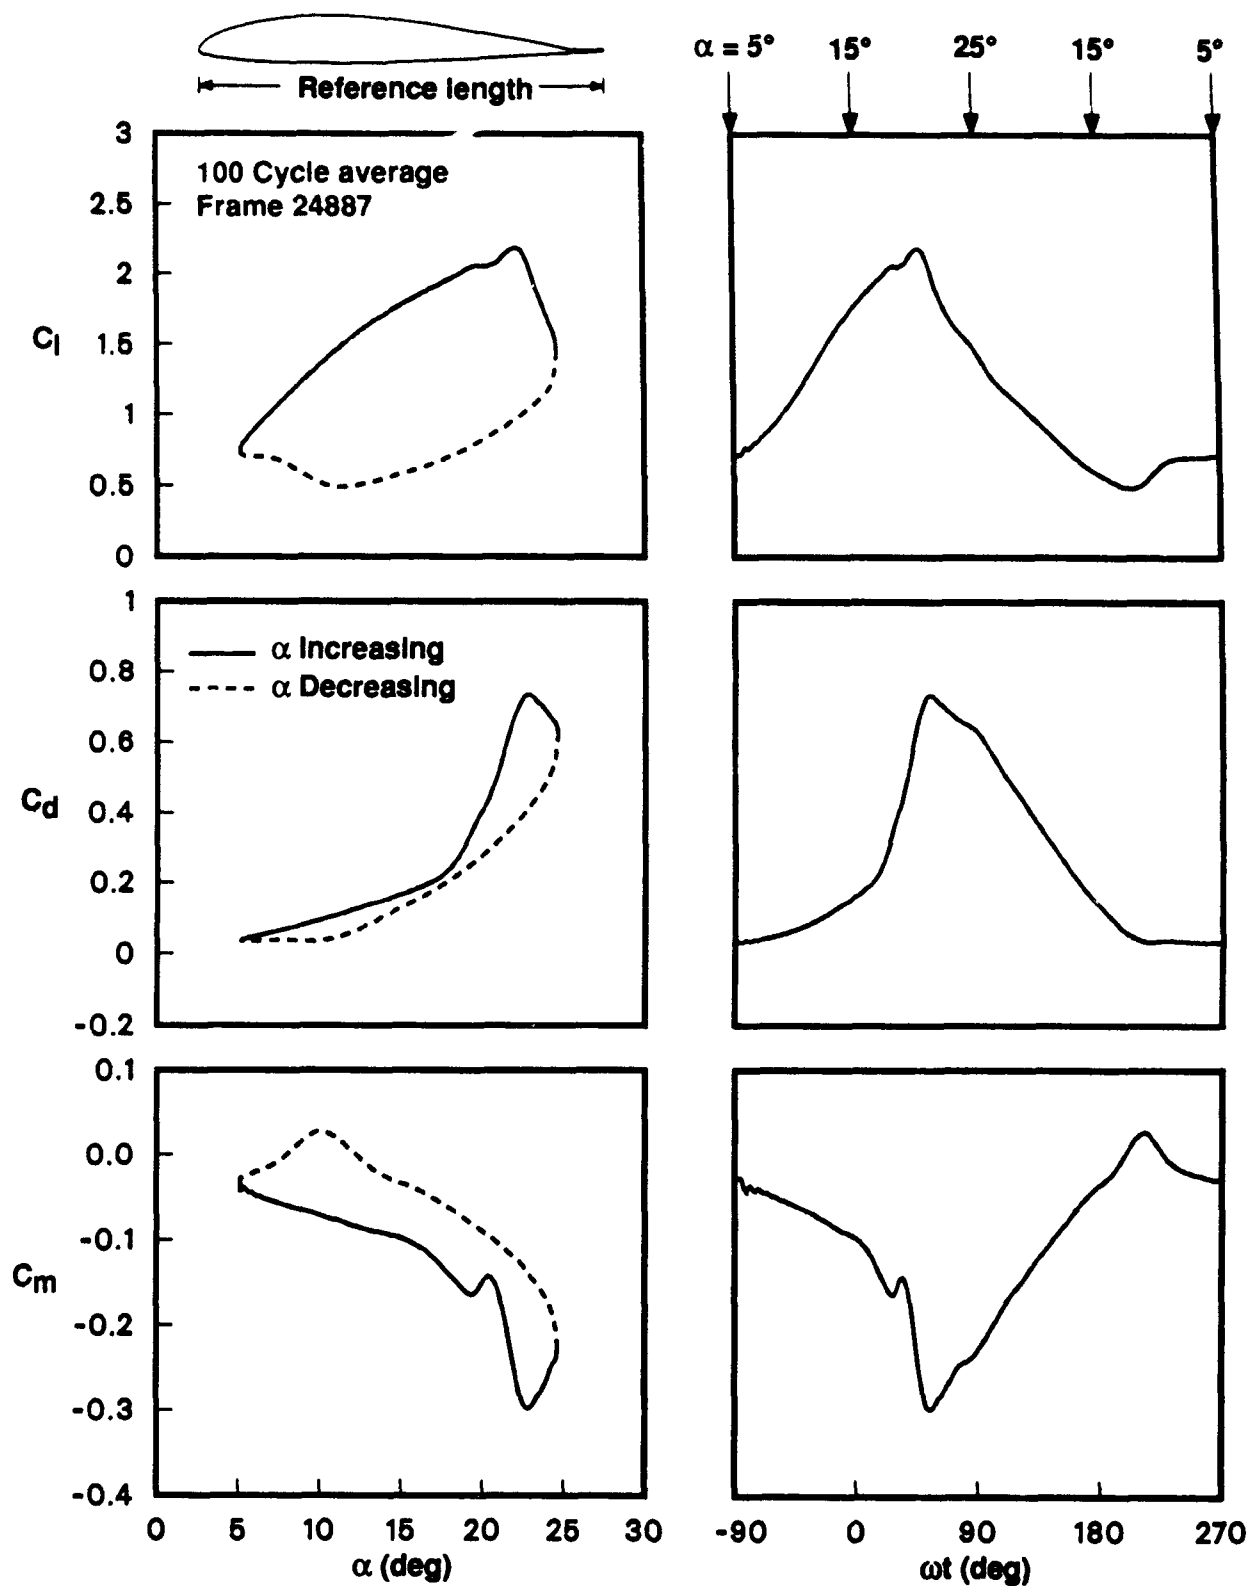 α = 5° 15° 25° 15° 5°
Reference length
3
100 Cycle average
Frame 24887
2.5
2
Cl
1.5
1
0.5
0
1
α Increasing
α Decreasing
0.8
0.6
Cd
0.4
0.2
0
-0.2
0.1
0.0
-0.1
Cm
-0.2
-0.3
-0.4
0 5 10 15 20 25 30
α (deg)
-90 0 90 180 270
ωt (deg)